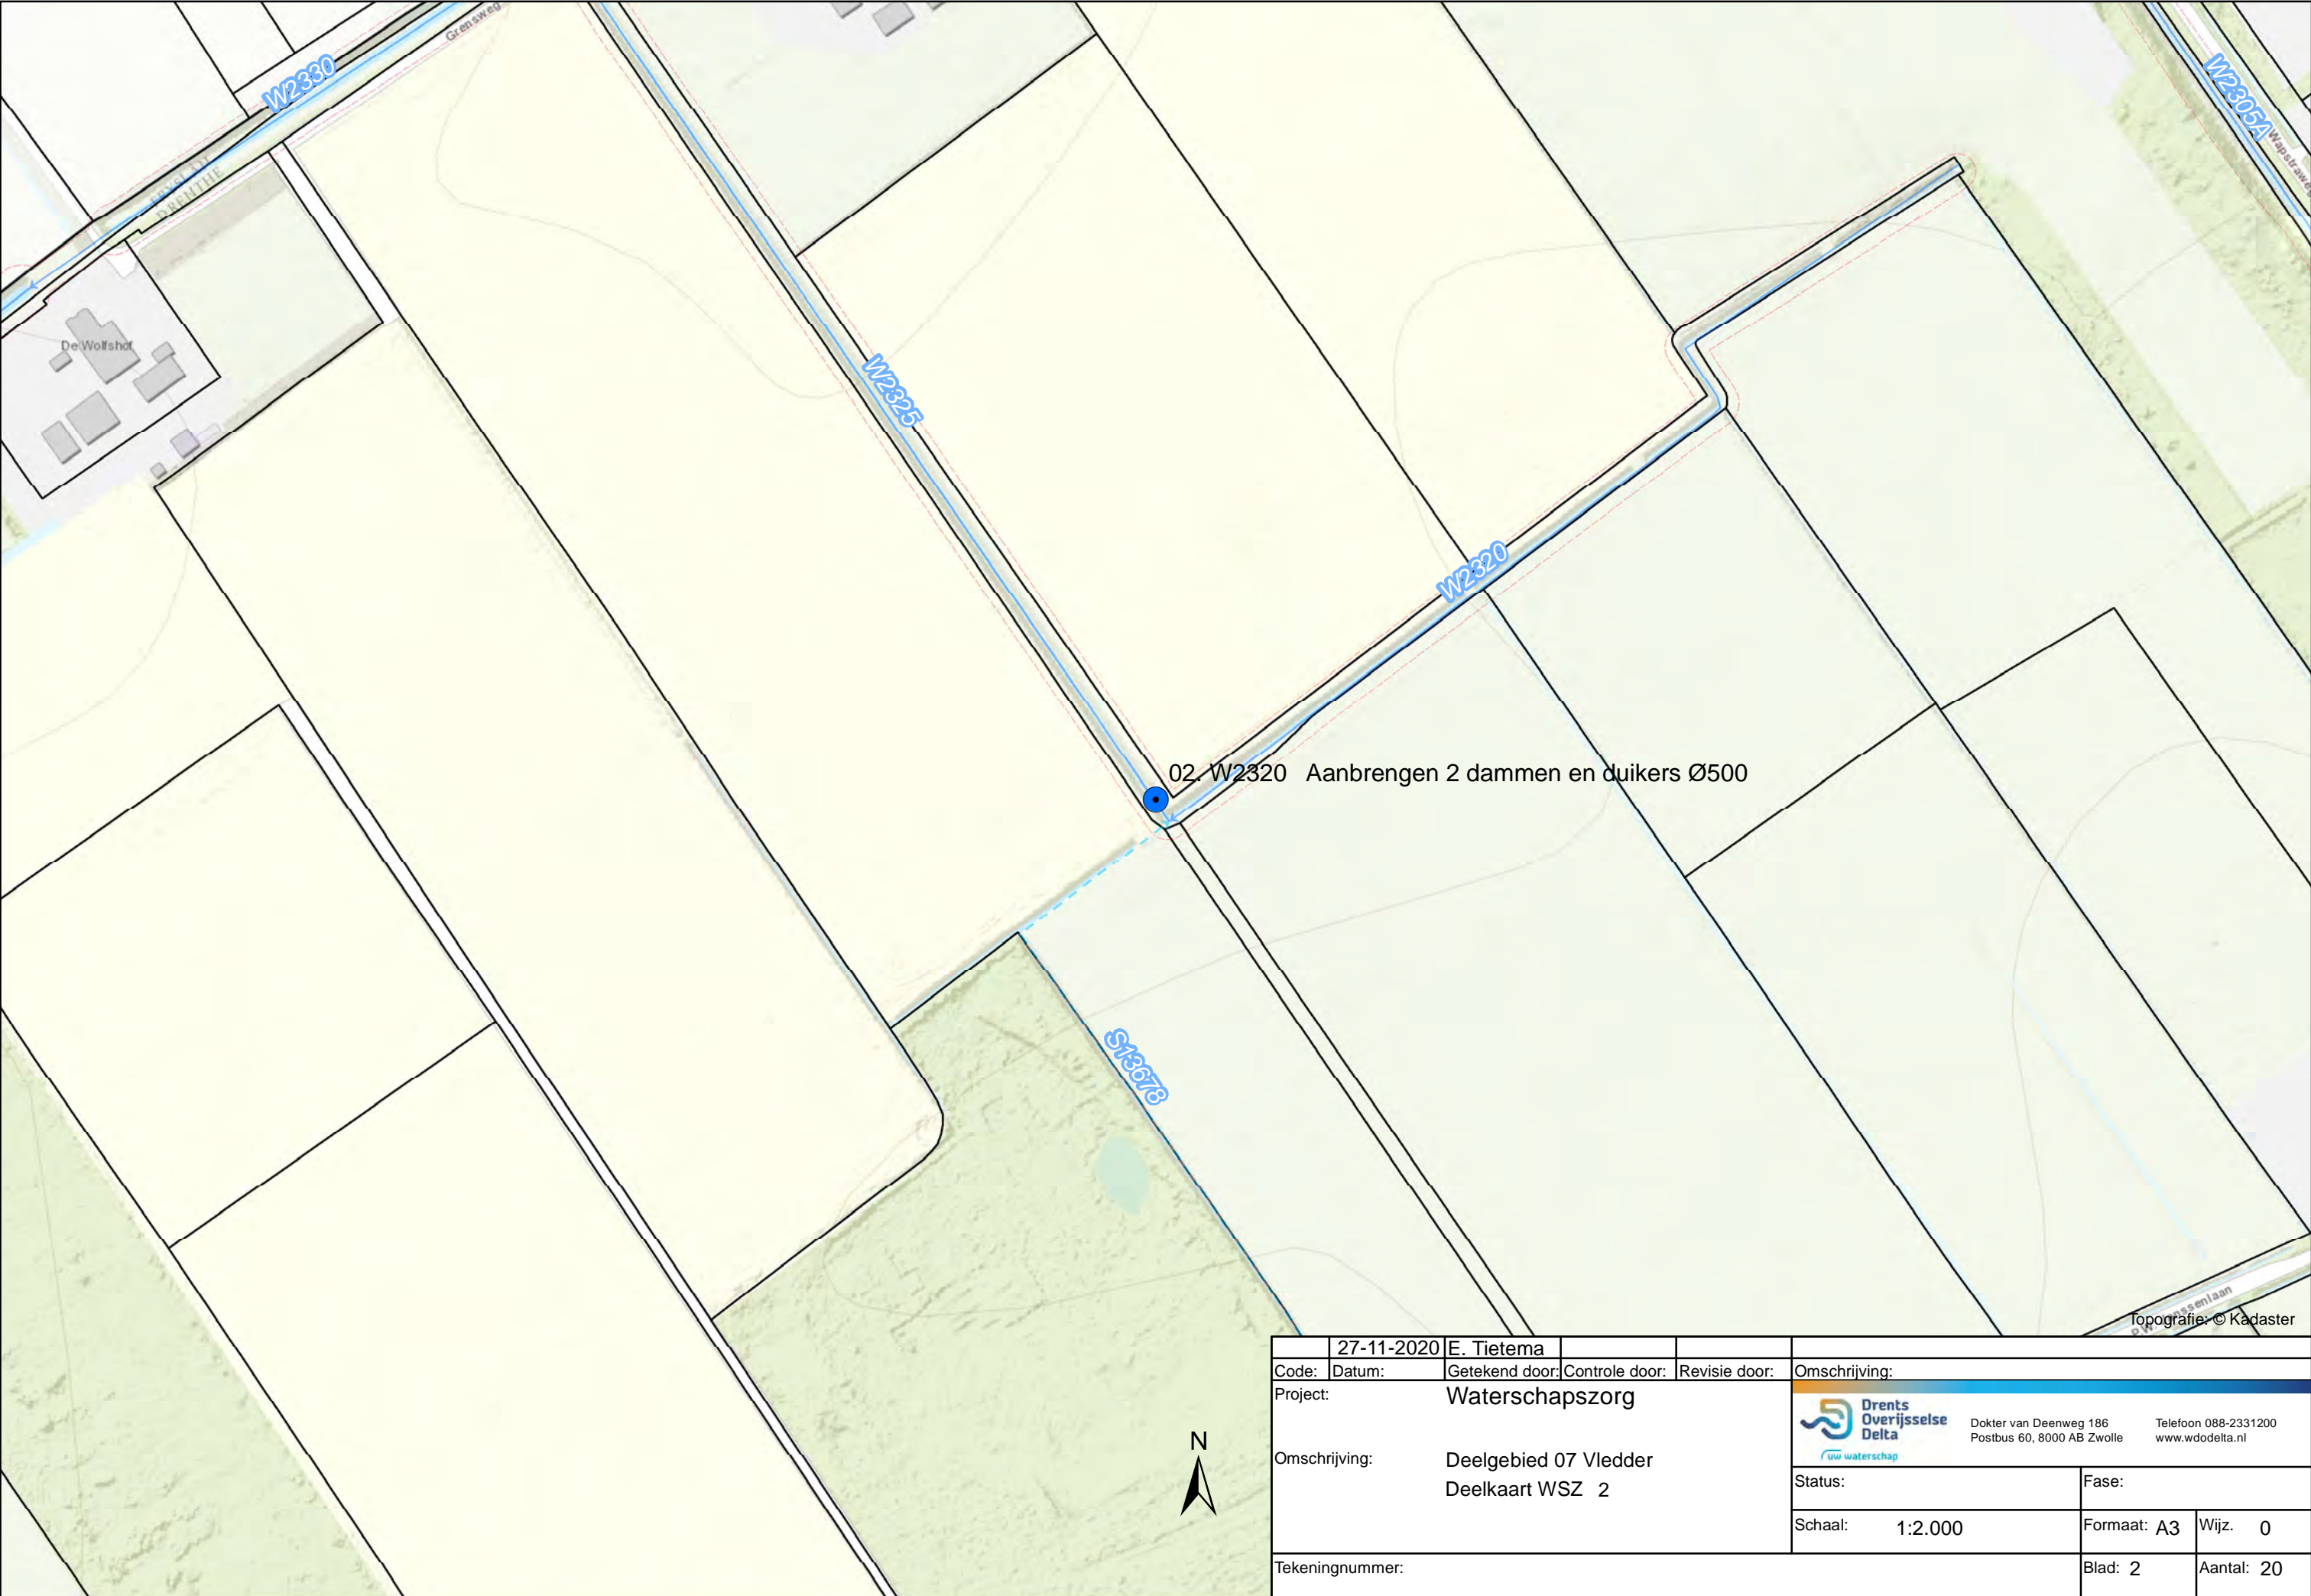 Grensweg
W2330
W2305A
FRYSLÂN
DRENTHE
De Wolfshof
W2325
W2320
02. W2320 Aanbrengen 2 dammen en duikers Ø500
S13678
Topografie: © Kadaster
27-11-2020 E. Tietema
Code: Datum: Getekend door: Controle door: Revisie door: Omschrijving:
Project: Waterschapszorg
Omschrijving: Deelgebied 07 Vledder
Deelkaart WSZ 2
N
Drents
Overijsselse
Delta
uw waterschap
Dokter van Deenweg 186
Postbus 60, 8000 AB Zwolle
Telefoon 088-2331200
www.wdodelta.nl
Status: Fase:
Schaal: 1:2.000 Formaat: A3 Wijz. 0
Tekeningnummer: Blad: 2 Aantal: 20